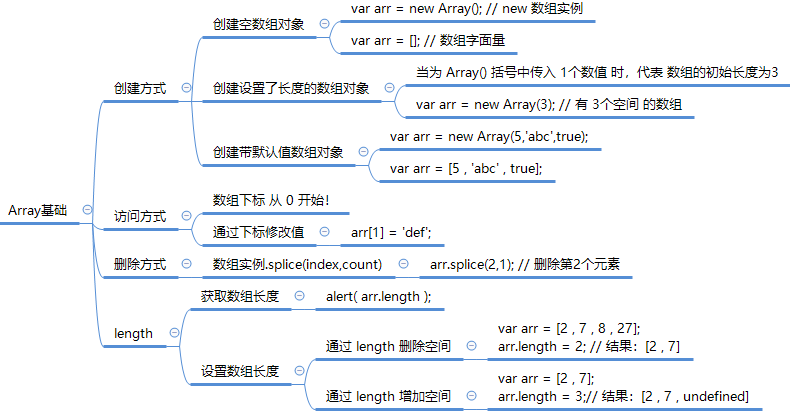 Array基础
创建方式
创建空数组对象
var arr = new Array(); // new 数组实例
var arr = []; // 数组字面量
创建设置了长度的数组对象
当为 Array() 括号中传入 1个数值 时，代表 数组的初始长度为3
var arr = new Array(3); // 有 3个空间 的数组
创建带默认值数组对象
var arr = new Array(5,'abc',true);
var arr = [5 , 'abc' , true];
访问方式
数组下标 从 0 开始!
通过下标修改值
arr[1] = 'def';
删除方式
数组实例.splice(index,count)
arr.splice(2,1); // 删除第2个元素
length
获取数组长度
alert( arr.length );
设置数组长度
通过 length 删除空间
var arr = [2 , 7 , 8 , 27];
arr.length = 2; // 结果：[2 , 7]
通过 length 增加空间
var arr = [2 , 7];
arr.length = 3;// 结果：[2 , 7 , undefined]